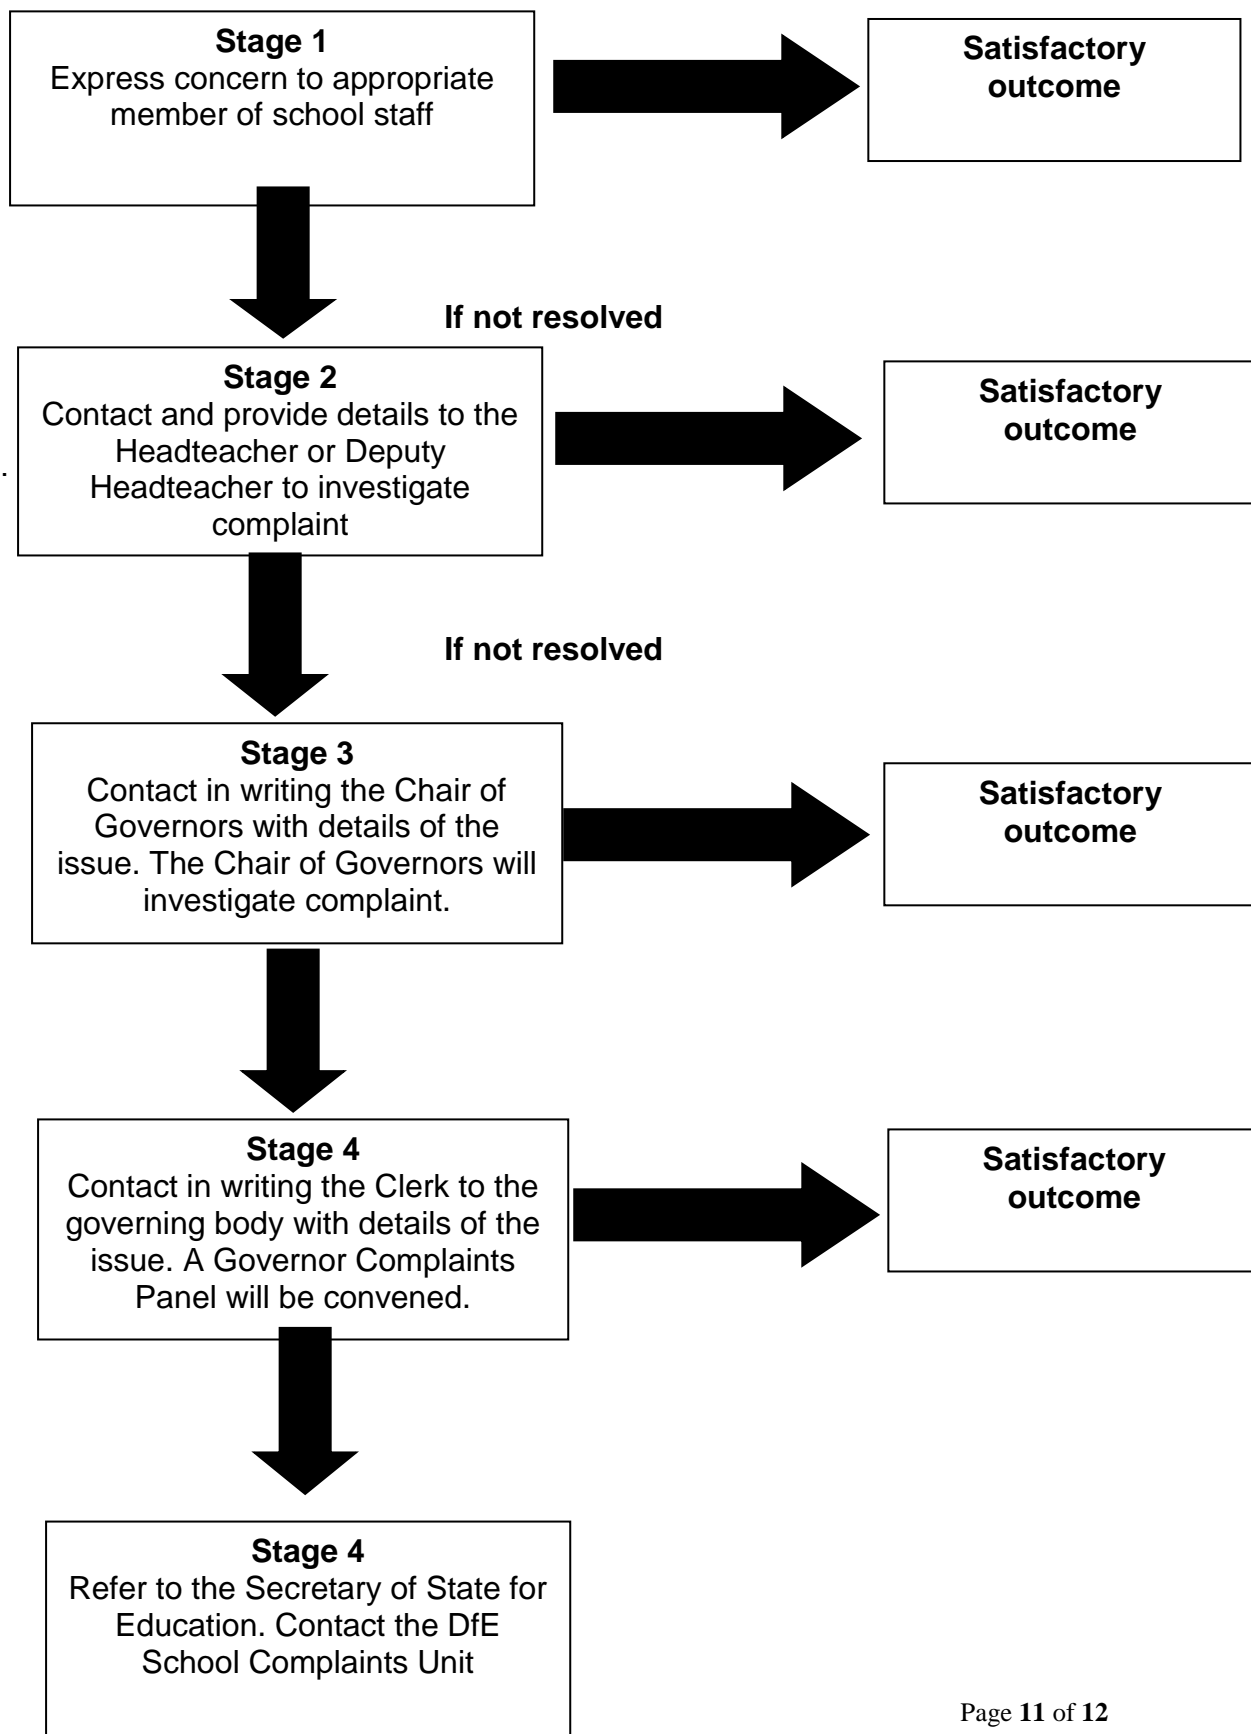 Stage 1
Express concern to appropriate
member of school staff
Satisfactory
outcome
If not resolved
Stage 2
Contact and provide details to the
Headteacher or Deputy
Headteacher to investigate
complaint
.
Satisfactory
outcome
If not resolved
Stage 3
Contact in writing the Chair of
Governors with details of the
issue. The Chair of Governors will
investigate complaint.
Satisfactory
outcome
Stage 4
Contact in writing the Clerk to the
governing body with details of the
issue. A Governor Complaints
Panel will be convened.
Satisfactory
outcome
Stage 4
Refer to the Secretary of State for
Education. Contact the DfE
School Complaints Unit
Page 11 of 12